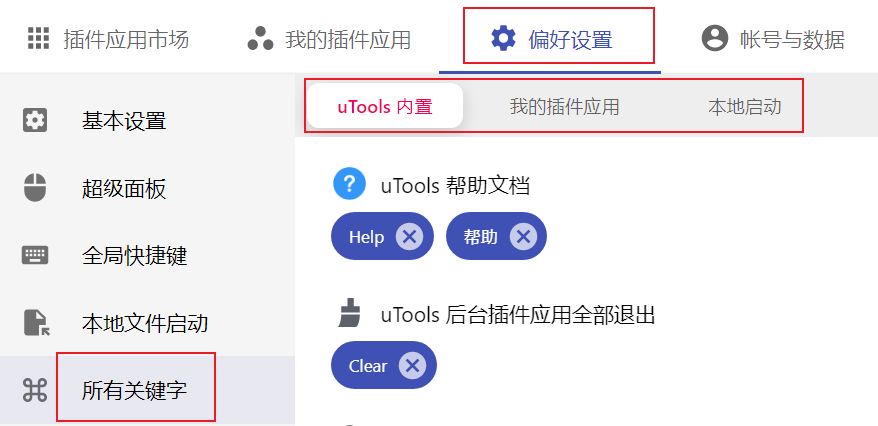 插件应用市场 我的插件应用 偏好设置 帐号与数据
uTools 内置 我的插件应用 本地启动
基本设置
超级面板
全局快捷键
本地文件启动
所有关键字
uTools 帮助文档
Help 帮助
uTools 后台插件应用全部退出
Clear